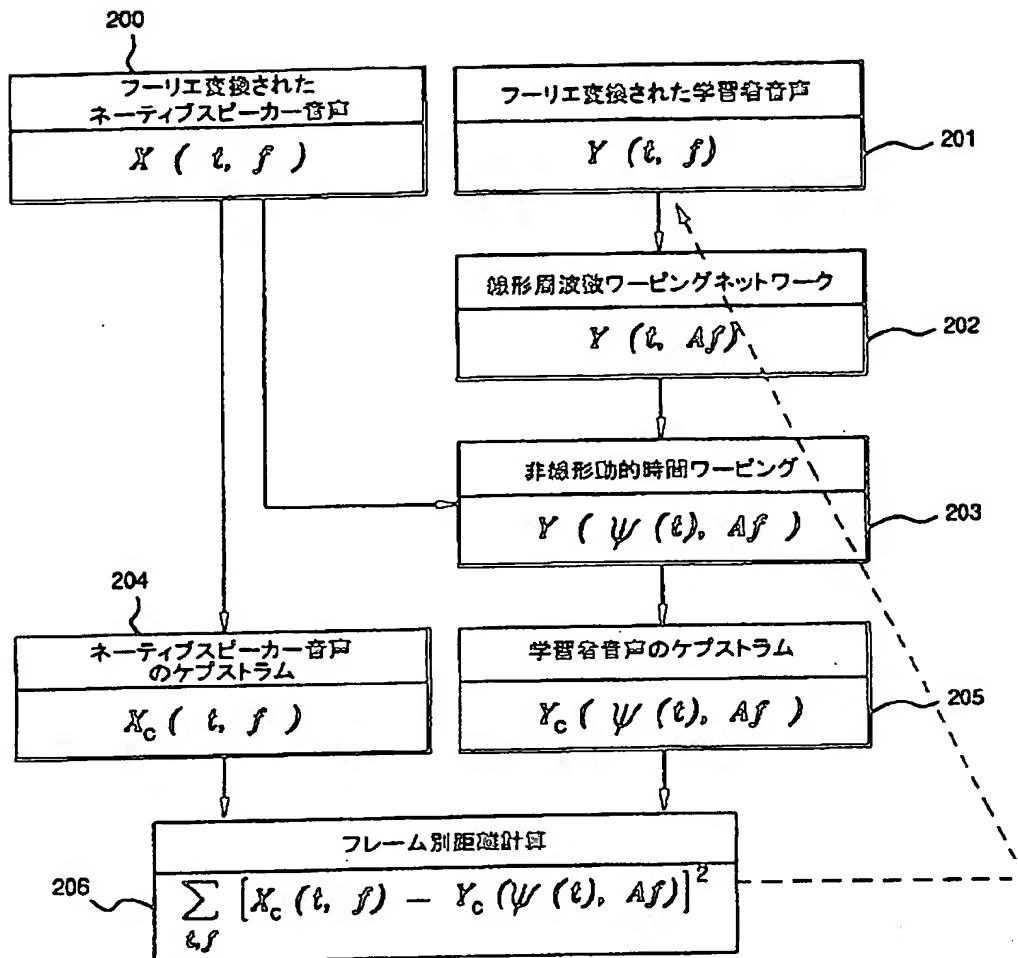 200
フーリエ変換された
ネーティブスピーカー音声
X ( t, f )
フーリエ変換された学習者音声
Y (t, f)
201
線形周波数ワーピングネットワーク
Y (t, Af)
202
非線形動的時間ワーピング
Y ( ψ (t), Af )
203
204
ネーティブスピーカー音声
のケプストラム
X_c ( t, f )
学習者音声のケプストラム
Y_c ( ψ (t), Af )
205
フレーム別距離計算
206
∑_{t,f} [X_c (t, f) − Y_c (ψ (t), Af)]^2